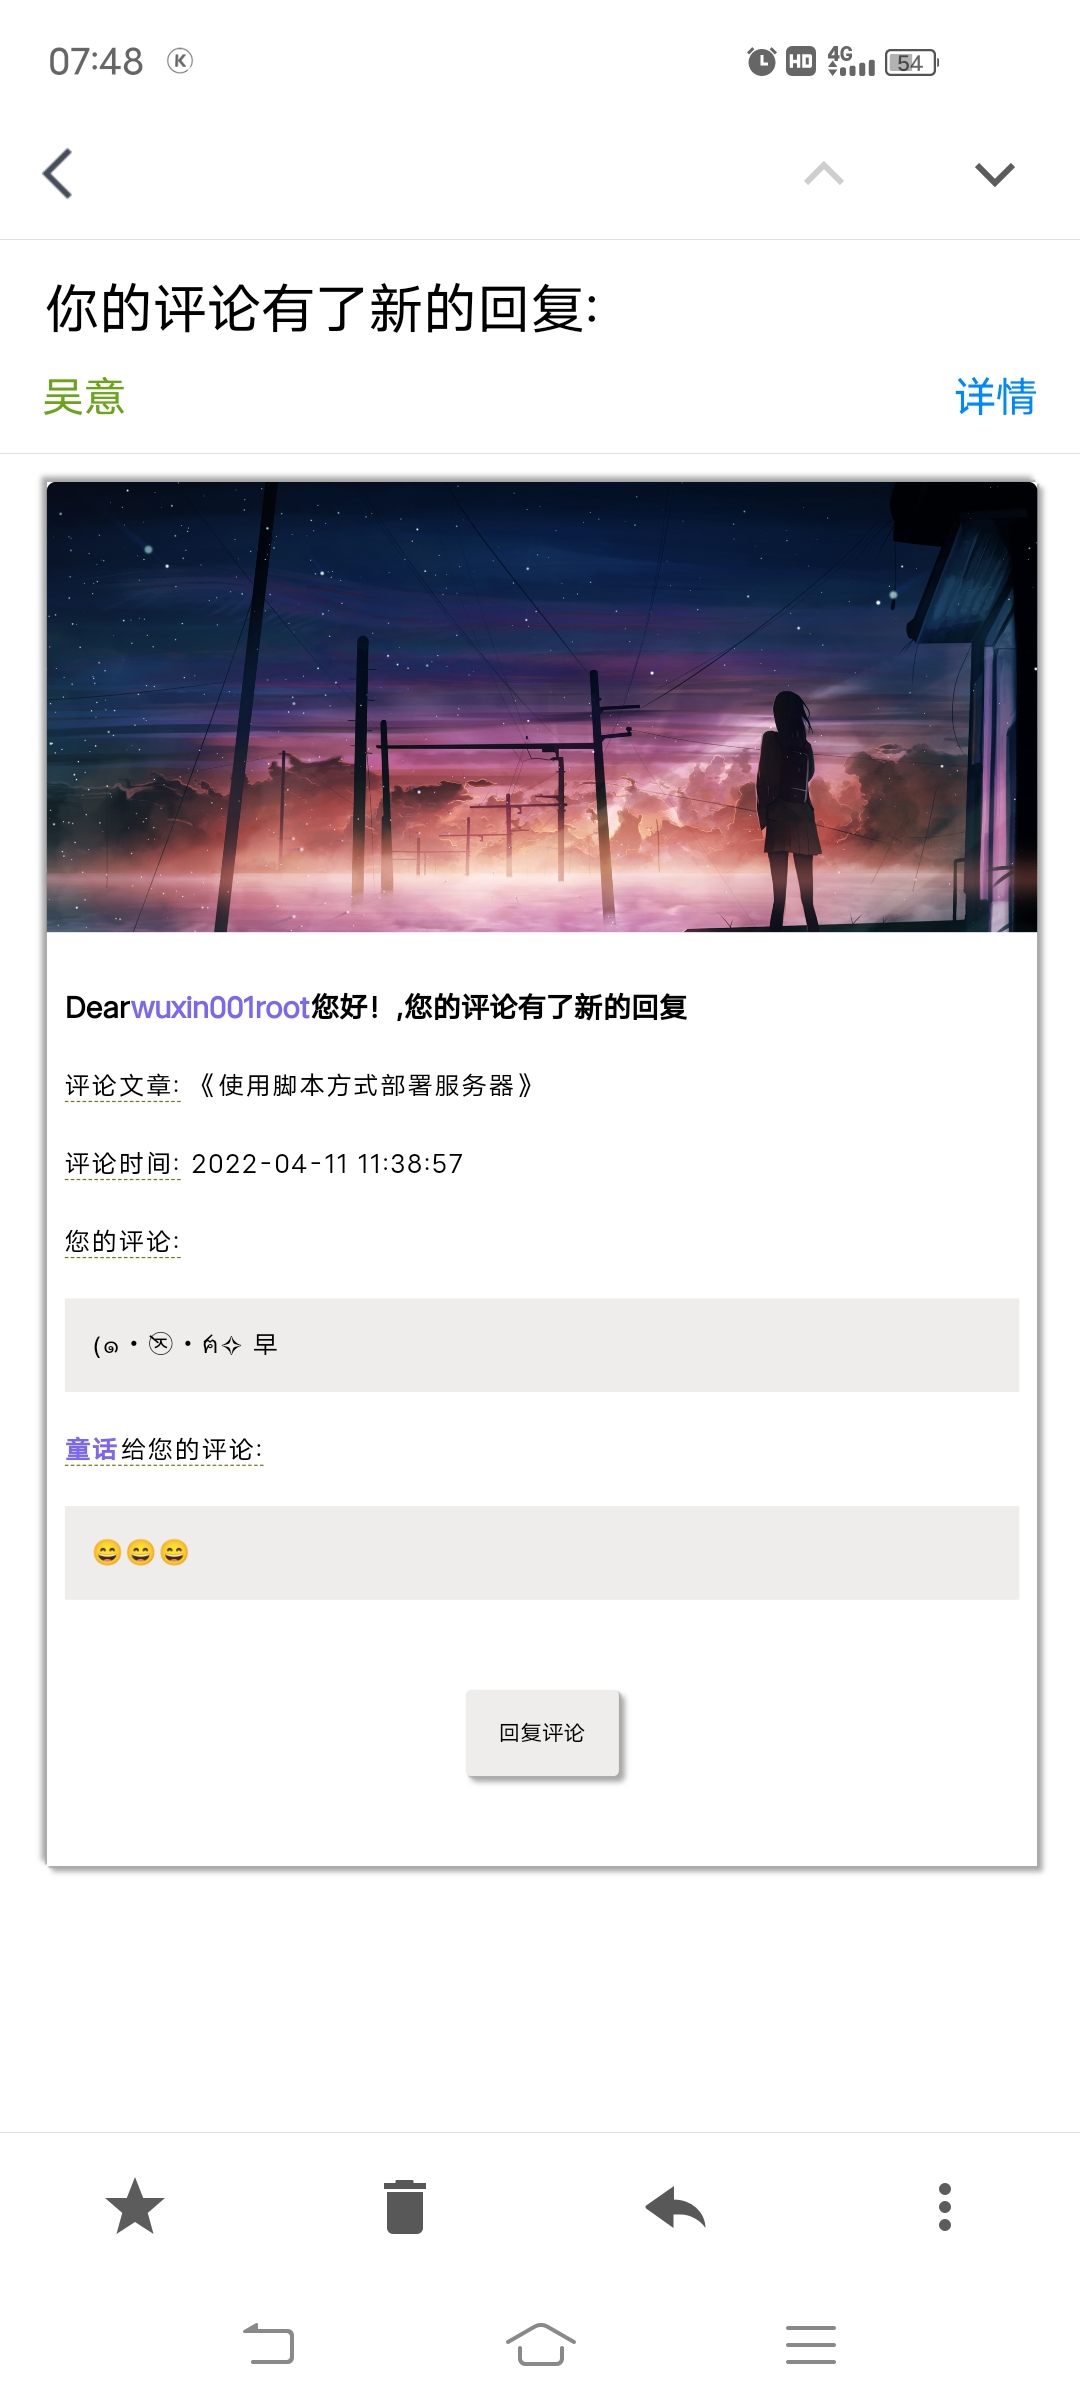 07:48 K HD 4G 54
你的评论有了新的回复:
吴意 详情
Dearwuxin001root您好！,您的评论有了新的回复
评论文章: 《使用脚本方式部署服务器》
评论时间: 2022-04-11 11:38:57
您的评论:
早
童话给您的评论:
😄😄😄
回复评论